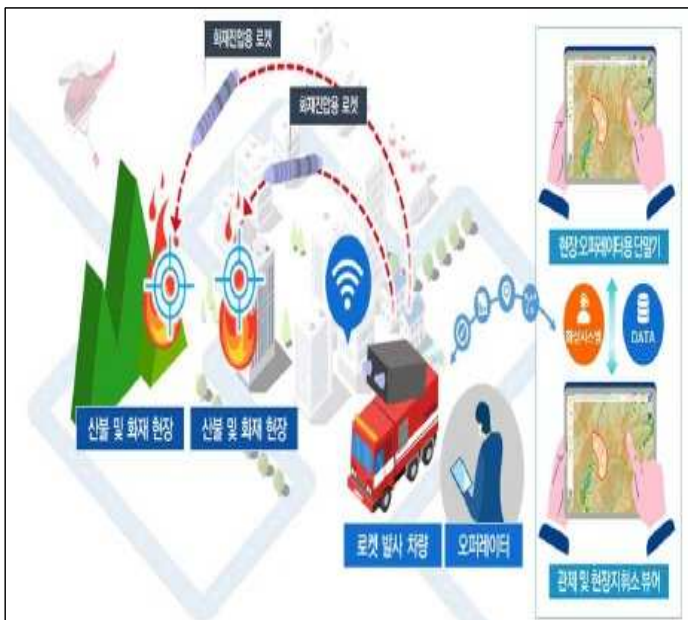 화재진압용 로켓
화재진압용 로켓
현장 오퍼레이터용 단말기
DATA
산불 및 화재 현장
산불 및 화재 현장
로켓 발사 차량
오퍼레이터
관제 및 현장지휘소 뷰어